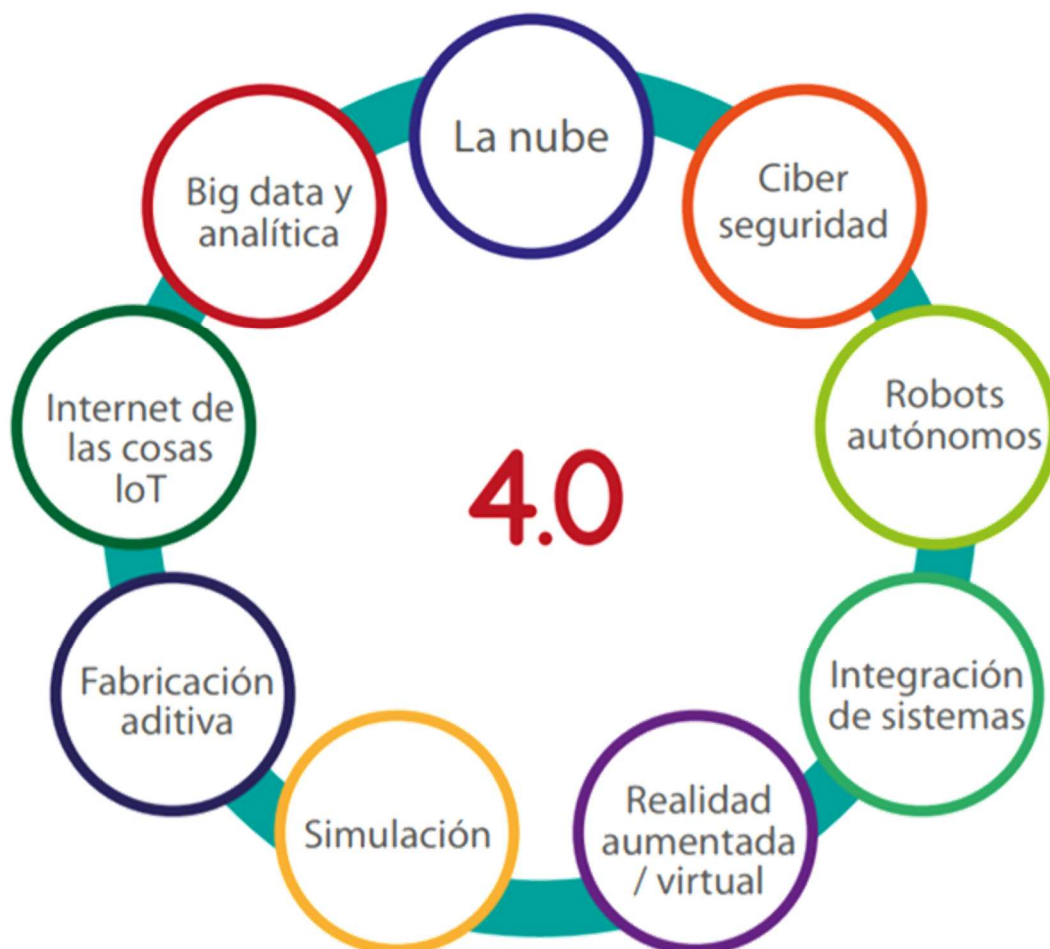 La nube
Ciber
seguridad
Robots
autónomos
Integración
de sistemas
Realidad
aumentada
/ virtual
Simulación
Fabricación
aditiva
Internet de
las cosas
IoT
Big data y
analítica
4.0